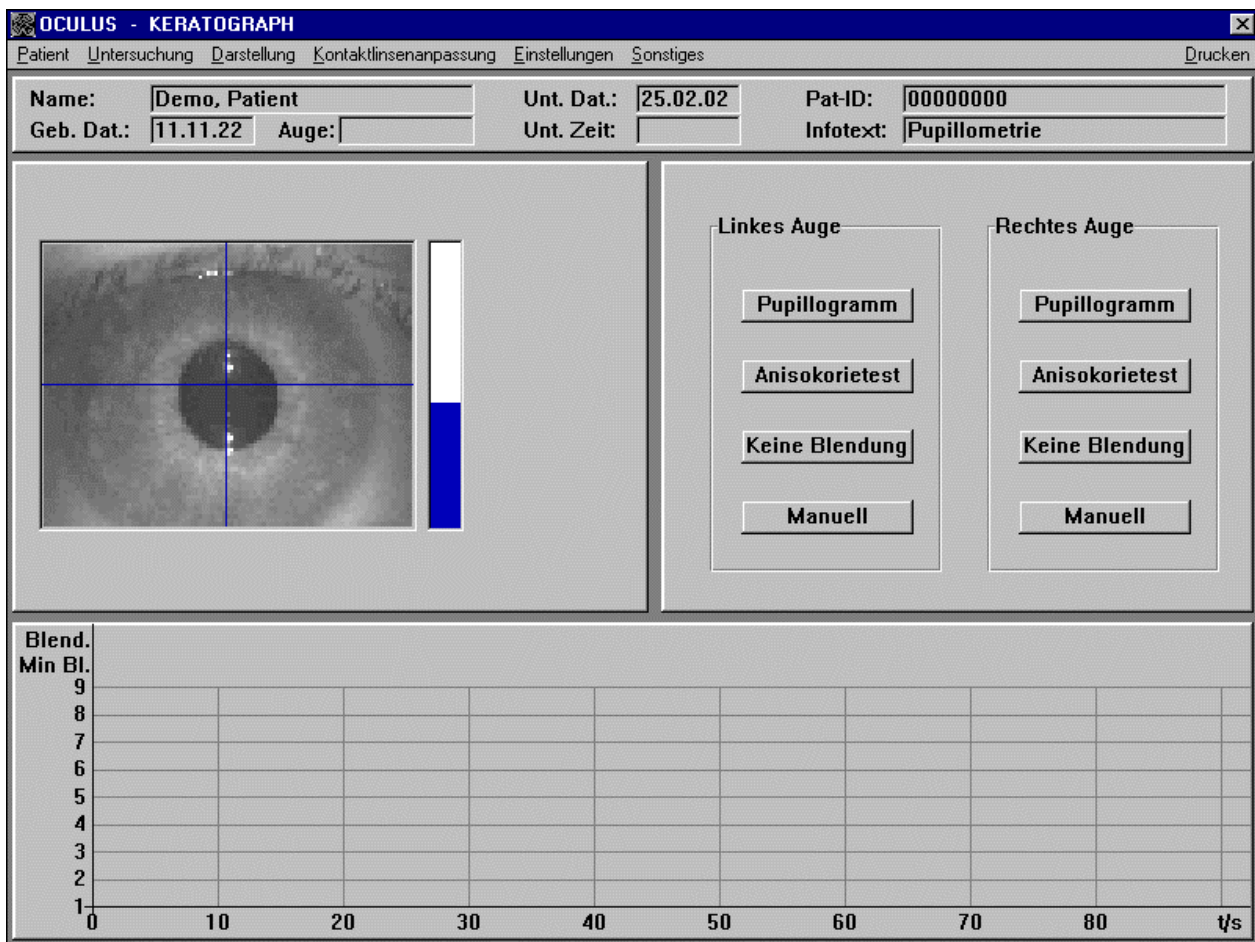 OCULUS - KERATOGRAPH
Patient Untersuchung Darstellung Kontaktlinsenanpassung Einstellungen Sonstiges Drucken
Name: Demo, Patient Unt. Dat.: 25.02.02 Pat-ID: 00000000
Geb. Dat.: 11.11.22 Auge: Unt. Zeit: Infotext: Pupillometrie
Linkes Auge Rechtes Auge
Pupillogramm Pupillogramm
Anisokorietest Anisokorietest
Keine Blendung Keine Blendung
Manuell Manuell
Blend.
Min Bl.
9
8
7
6
5
4
3
2
1
0 10 20 30 40 50 60 70 80 t/s